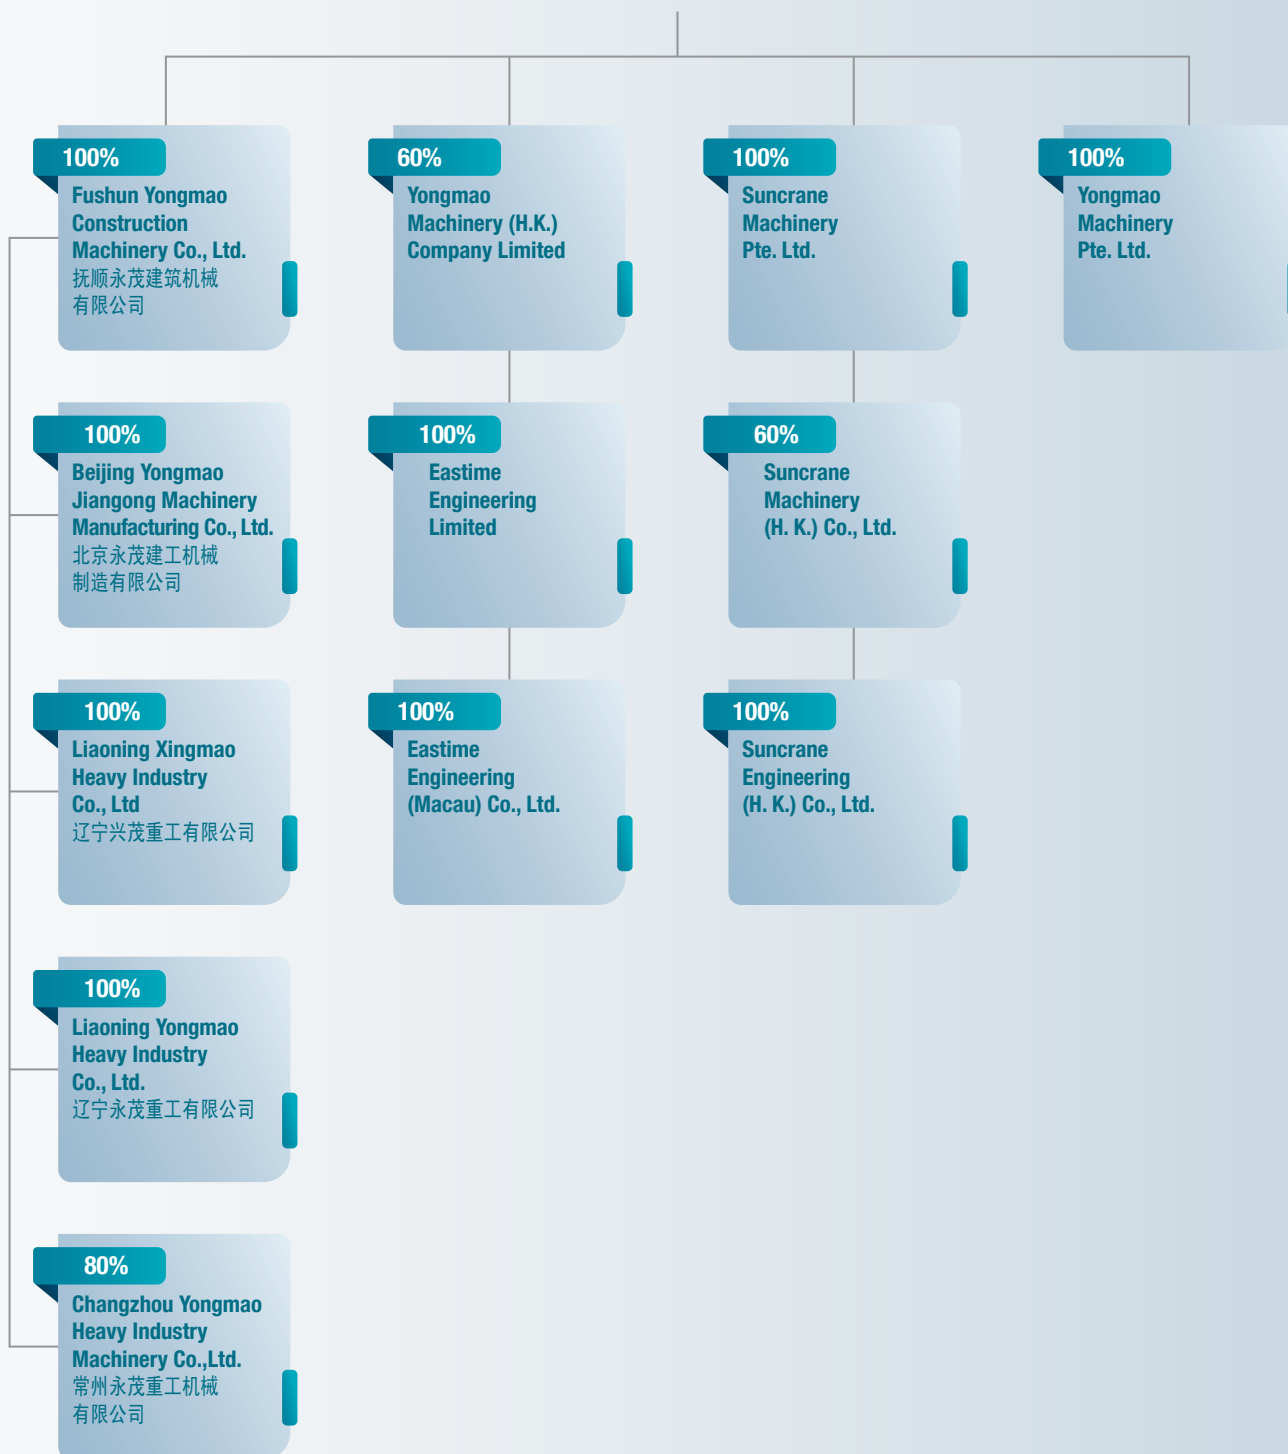 100%
Fushun Yongmao
Construction
Machinery Co., Ltd.
抚顺永茂建筑机械
有限公司
60%
Yongmao
Machinery (H.K.)
Company Limited
100%
Suncrane
Machinery
Pte. Ltd.
100%
Yongmao
Machinery
Pte. Ltd.
100%
Beijing Yongmao
Jiangong Machinery
Manufacturing Co., Ltd.
北京永茂建工机械
制造有限公司
100%
Eastime
Engineering
Limited
60%
Suncrane
Machinery
(H. K.) Co., Ltd.
100%
Liaoning Xingmao
Heavy Industry
Co., Ltd
辽宁兴茂重工有限公司
100%
Eastime
Engineering
(Macau) Co., Ltd.
100%
Suncrane
Engineering
(H. K.) Co., Ltd.
100%
Liaoning Yongmao
Heavy Industry
Co., Ltd.
辽宁永茂重工有限公司
80%
Changzhou Yongmao
Heavy Industry
Machinery Co.,Ltd.
常州永茂重工机械
有限公司